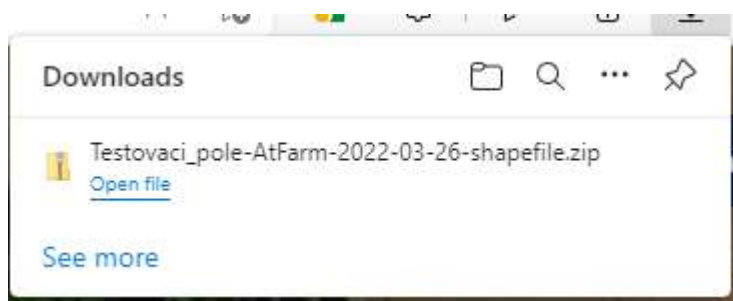 Downloads
Testovaci_pole-AtFarm-2022-03-26-shapefile.zip
Open file
See more